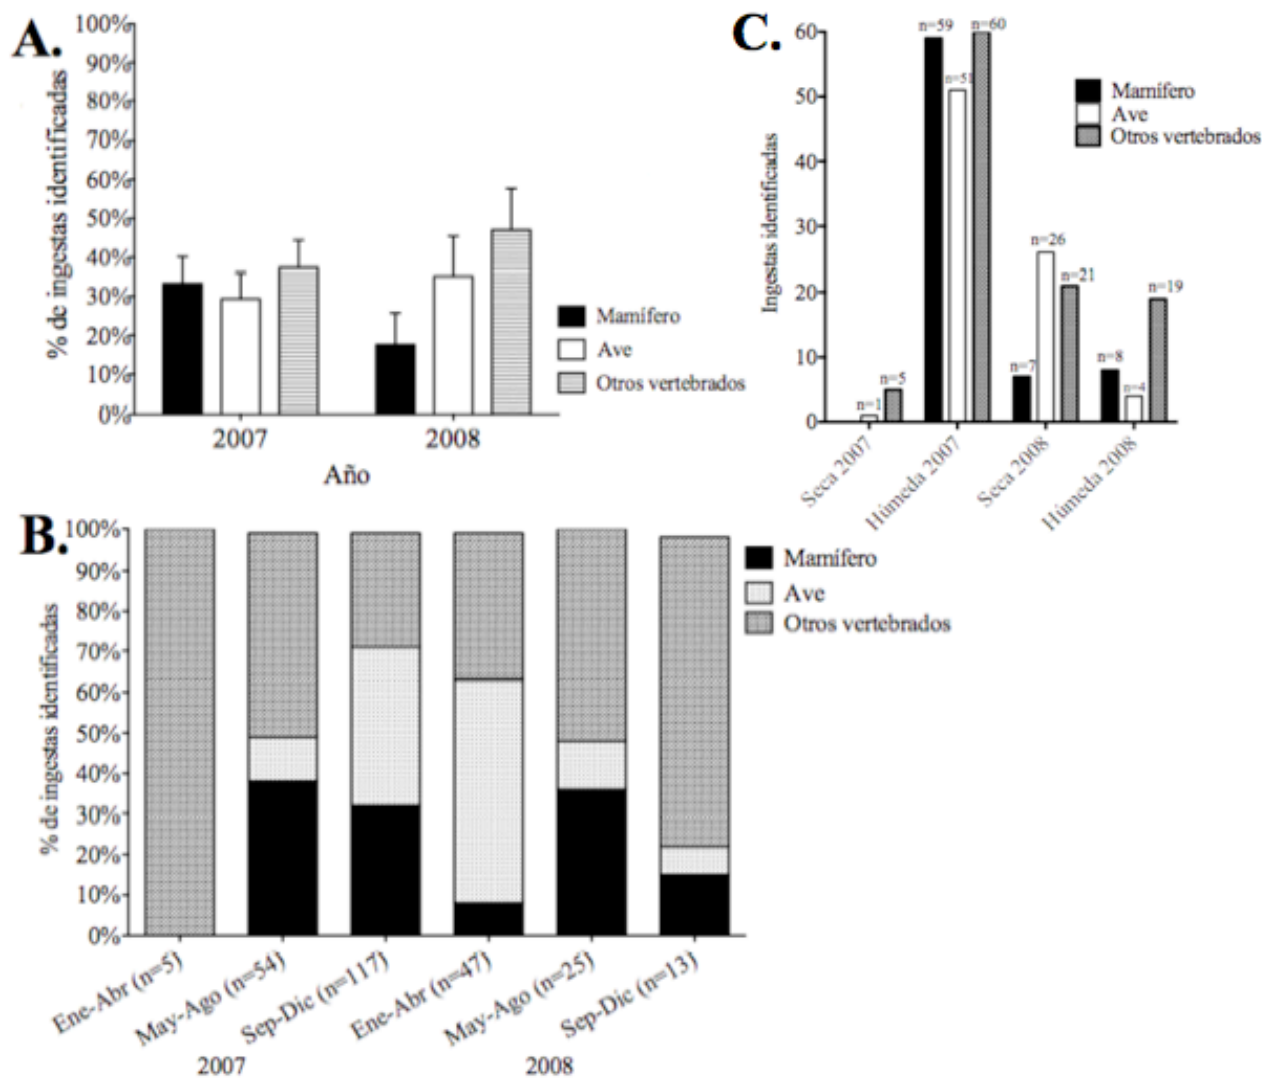 A.
100%
90%
80%
70%
60%
50%
40%
30%
20%
10%
0%
% de ingestas identificadas
2007
2008
Año
Mamífero
Ave
Otros vertebrados
C.
60
50
40
30
20
10
0
Ingestas identificadas
n=1
n=5
n=59
n=51
n=60
n=7
n=26
n=21
n=8
n=4
n=19
Seca 2007
Húmeda 2007
Seca 2008
Húmeda 2008
Mamífero
Ave
Otros vertebrados
B.
100%
90%
80%
70%
60%
50%
40%
30%
20%
10%
0%
% de ingestas identificadas
Ene-Abr (n=5)
May-Ago (n=54)
Sep-Dic (n=117)
Ene-Abr (n=47)
May-Ago (n=25)
Sep-Dic (n=13)
2007
2008
Mamífero
Ave
Otros vertebrados